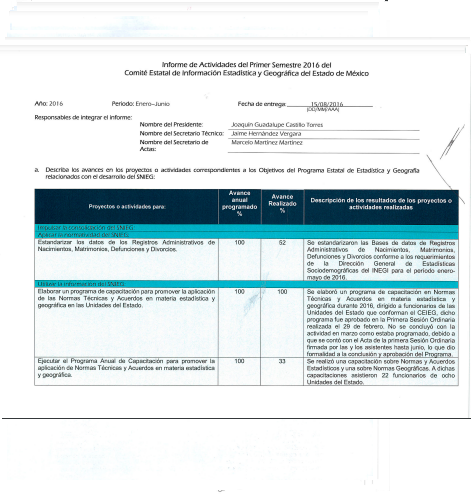 Informe de Actividades del Primer Semestre 2016 del
Comité Estatal de Información Estadística y Geográfica del Estado de México
Año: 2016 Periodo: Enero-Junio Fecha de entrega: 15/08/2016
(DD/MM/AAA)
Responsables de integrar el informe:
Nombre del Presidente: Joaquín Guadalupe Castillo Torres
Nombre del Secretario Técnico: Jaime Hernández Vergara
Nombre del Secretario de Marcelo Martínez Martínez
Actas:
a. Describa los avances en los proyectos o actividades correspondientes a los Objetivos del Programa Estatal de Estadística y Geografía
relacionados con el desarrollo del SNIEG:
Proyectos o actividades para:
Avance
anual
programado
%
Avance
Realizado
%
Descripción de los resultados de los proyectos o
actividades realizadas
Impulsar la consolidación del SNIEG
Apoyar la normatividad del SNIEG
Estandarizar los datos de los Registros Administrativos de
Nacimientos, Matrimonios, Defunciones y Divorcios.
100
52
Se estandarizaron las Bases de datos de Registros
Administrativos de Nacimientos, Matrimonios,
Defunciones y Divorcios conforme a los requerimientos
de la Dirección General de Estadísticas
Sociodemográficas del INEGI para el periodo enero-
mayo de 2016.
Utilizar la información del SNIEG
Elaborar un programa de capacitación para promover la aplicación
de las Normas Técnicas y Acuerdos en materia estadística y
geográfica en las Unidades del Estado.
100
100
Se elaboró un programa de capacitación en Normas
Técnicas y Acuerdos en materia estadística y
geográfica durante 2016, dirigido a funcionarios de las
Unidades del Estado que conforman el CEIEG, dicho
programa fue aprobado en la Primera Sesión Ordinaria
realizada el 29 de febrero. No se concluyó con la
actividad en marzo como estaba programado, debido a
que se contó con el Acta de la primera Sesión Ordinaria
firmada por las y los asistentes hasta junio, lo que dio
formalidad a la conclusión y aprobación del Programa.
Ejecutar el Programa Anual de Capacitación para promover la
aplicación de Normas Técnicas y Acuerdos en materia estadística
y geográfica.
100
33
Se realizó una capacitación sobre Normas y Acuerdos
Estadísticos y una sobre Normas Geográficas. A dichas
capacitaciones asistieron 22 funcionarios de ocho
Unidades del Estado.